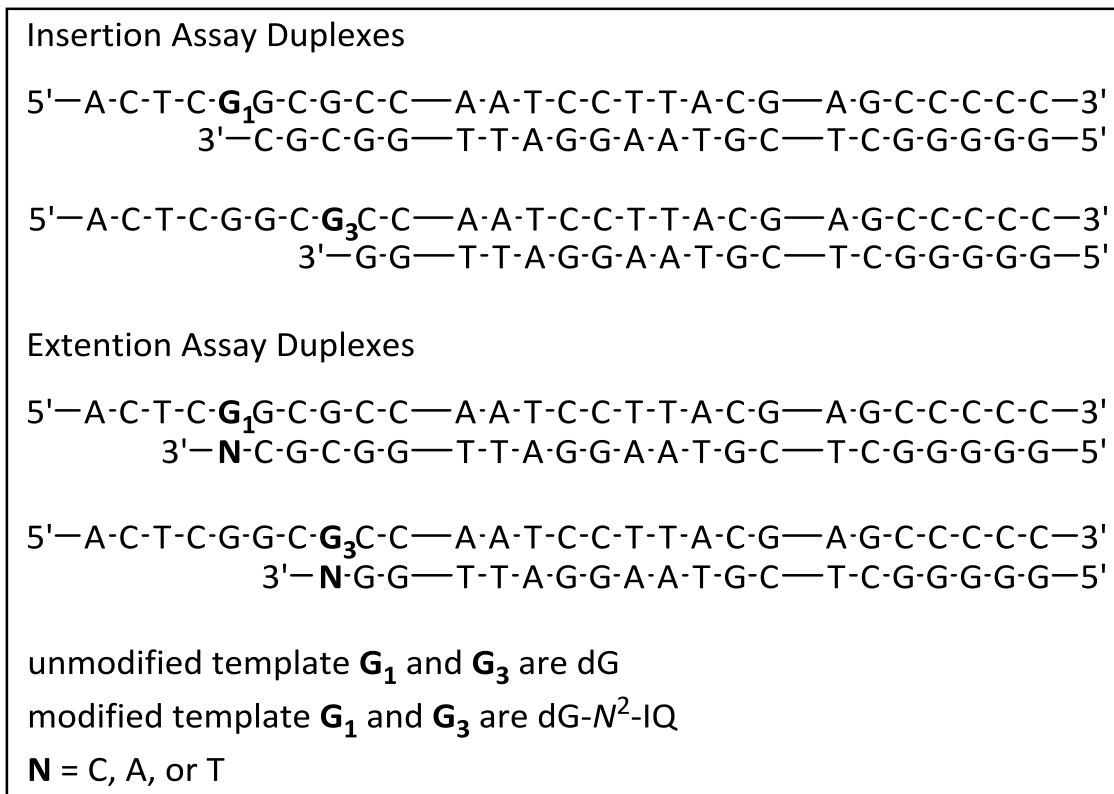 Insertion Assay Duplexes
5'—A-C-T-C-G₁G-C-G-C-C—A-A-T-C-C-T-T-A-C-G—A-G-C-C-C-C-C—3'
3'—C-G-C-G-G—T-T-A-G-G-A-A-T-G-C—T-C-G-G-G-G-G—5'
5'—A-C-T-C-G-G-C-G₃C-C—A-A-T-C-C-T-T-A-C-G—A-G-C-C-C-C-C—3'
3'—G-G—T-T-A-G-G-A-A-T-G-C—T-C-G-G-G-G-G—5'
Extention Assay Duplexes
5'—A-C-T-C-G₁G-C-G-C-C—A-A-T-C-C-T-T-A-C-G—A-G-C-C-C-C-C—3'
3'—N-C-G-C-G-G—T-T-A-G-G-A-A-T-G-C—T-C-G-G-G-G-G—5'
5'—A-C-T-C-G-G-C-G₃C-C—A-A-T-C-C-T-T-A-C-G—A-G-C-C-C-C-C—3'
3'—N-G-G—T-T-A-G-G-A-A-T-G-C—T-C-G-G-G-G-G—5'
unmodified template G₁ and G₃ are dG
modified template G₁ and G₃ are dG-N²-IQ
N = C, A, or T